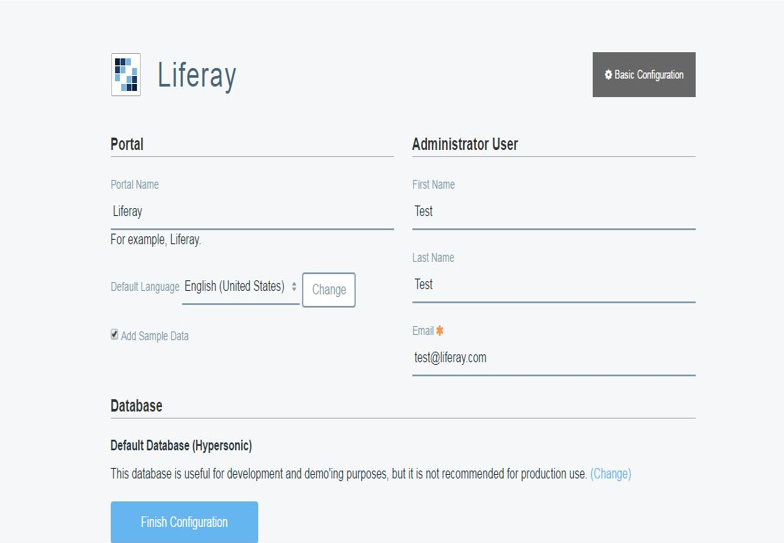 Liferay
Basic Configuration
Portal
Portal Name
Liferay
For example, Liferay.
Default Language English (United States) Change
Add Sample Data
Administrator User
First Name
Test
Last Name
Test
Email *
test@liferay.com
Database
Default Database (Hypersonic)
This database is useful for development and demo'ing purposes, but it is not recommended for production use. (Change)
Finish Configuration